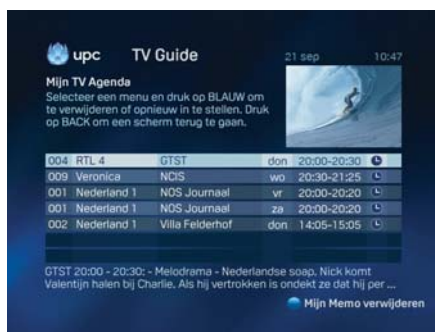 upc TV Guide 21 sep 10:47
Mijn TV Agenda
Selecteer een menu en druk op BLAUW om
te verwijderen of opnieuw in te stellen. Druk
op BACK om een scherm terug te gaan.
004 RTL 4 GTST don 20:00-20:30
009 Veronica NCIS wo 20:30-21:25
001 Nederland 1 NOS Journaal vr 20:00-20:20
001 Nederland 1 NOS Journaal za 20:00-20:20
002 Nederland 1 Villa Felderhof don 14:05-15:05
GTST 20:00 - 20:30: - Melodrama - Nederlandse soap. Nick komt
Valentijn halen bij Charlie. Als hij vertrokken is ondekt ze dat hij per ...
Mijn Memo verwijderen